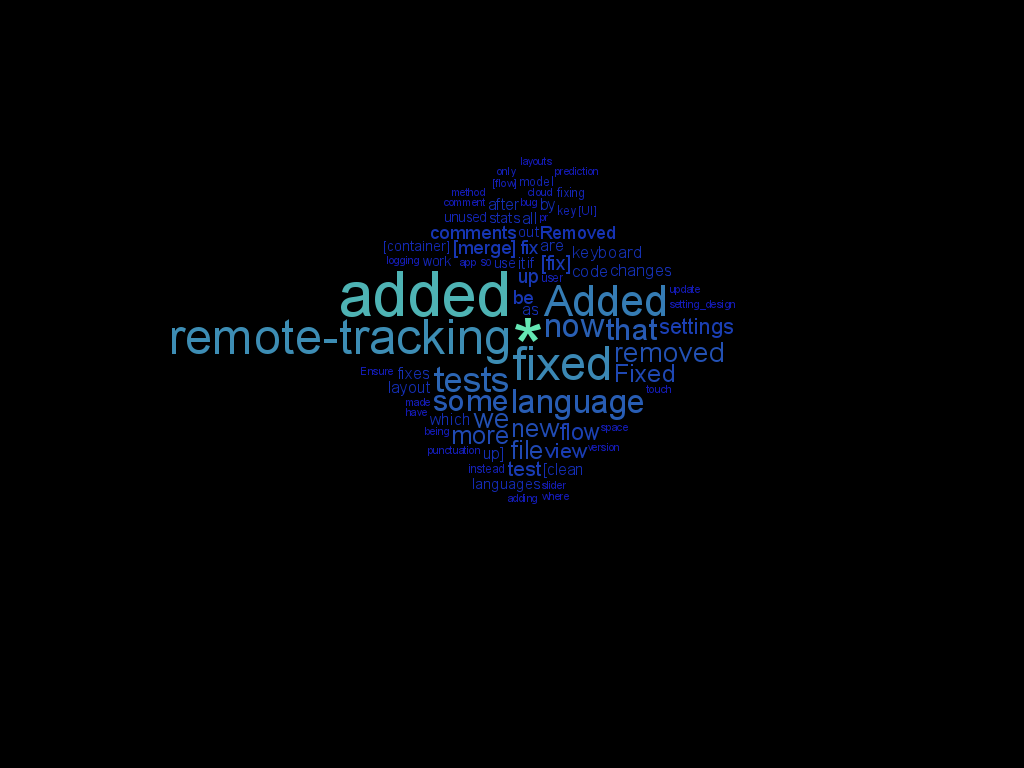 layouts
only prediction
[flow] model
method cloud fixing
comment after bug by
key [UI]
unused stats all pr
comments out Removed
[container] [merge] fix are
keyboard
logging work app so use it if [fix] code changes
up user
added be Added update
as setting_design
remote-tracking * now that settings
fixed removed
Ensure fixes tests Fixed
layout touch
made some language
have which we
being more new flow space
punctuation up] file view version
instead test [clean
languages slider
adding where